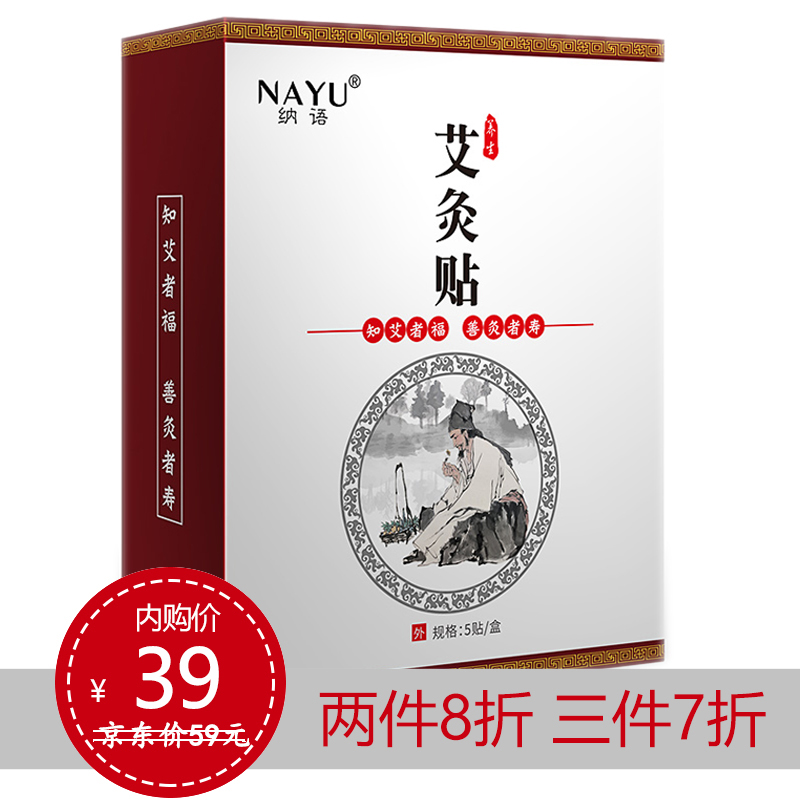 NAYU®
纳语
养生
艾灸贴
知艾者福 善灸者寿
知艾者福 善灸者寿
外 规格:5贴/盒
内购价
¥ 39
京东价59元
两件8折 三件7折